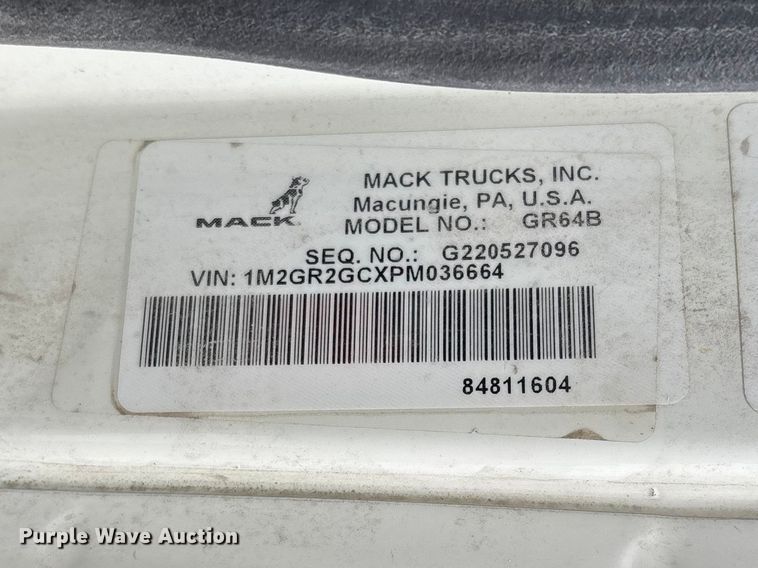 MACK TRUCKS, INC.
Macungie, PA, U.S.A.
MACK
MODEL NO.: GR64B
SEQ. NO.: G220527096
VIN: 1M2GR2GCXPM036664
84811604
Purple Wave Auction